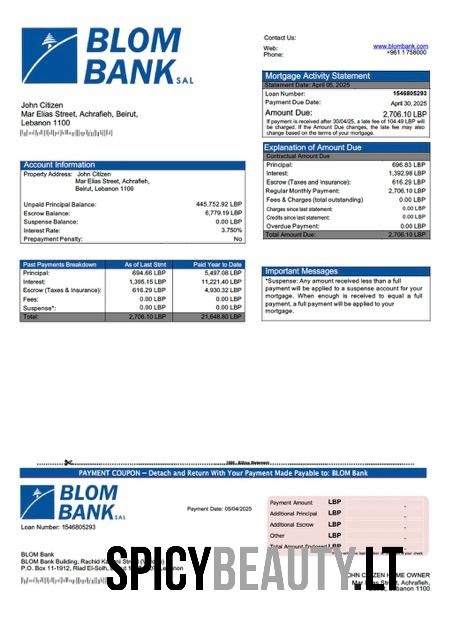 BLOM
BANK SAL
Contact Us:
Web: www.blombank.com
Phone: +961 1 758000
Mortgage Activity Statement
Statement Date: April 05, 2025
Loan Number: 1546805293
Payment Due Date: April 30, 2025
Amount Due: 2,706.10 LBP
If payment is received after 30/04/25, a late fee of 104.49 LBP will
be charged. If the Amount Due changes, the late fee may also
change based on the terms of your mortgage.
John Citizen
Mar Elias Street, Achrafieh, Beirut,
Lebanon 1100
Explanation of Amount Due
Contractual Amount Due
Principal: 696.83 LBP
Interest: 1,392.98 LBP
Escrow (Taxes and Insurance): 616.29 LBP
Regular Monthly Payment: 2,706.10 LBP
Fees & Charges (total outstanding) 0.00 LBP
Charges since last statement: 0.00 LBP
Credits since last statement: 0.00 LBP
Overdue Payment: 0.00 LBP
Total Amount Due: 2,706.10 LBP
Account Information
Property Address: John Citizen
Mar Elias Street, Achrafieh,
Beirut, Lebanon 1100
Unpaid Principal Balance: 445,752.92 LBP
Escrow Balance: 6,779.19 LBP
Suspense Balance: 0.00 LBP
Interest Rate: 3.750%
Prepayment Penalty: No
Past Payments Breakdown As of Last Stmt Paid Year to Date
Principal: 694.66 LBP 5,497.08 LBP
Interest: 1,395.15 LBP 11,221.40 LBP
Escrow (Taxes & Insurance): 616.29 LBP 4,930.32 LBP
Fees: 0.00 LBP 0.00 LBP
Suspense*: 0.00 LBP 0.00 LBP
Total: 2,706.10 LBP 21,648.80 LBP
Important Messages
*Suspense: Any amount received less than a full
payment will be applied to a suspense account for your
mortgage. When enough is received to equal a full
payment, a full payment will be applied to your
mortgage.
PAYMENT COUPON – Detach and Return With Your Payment Made Payable to: BLOM Bank
BLOM
BANK SAL
Loan Number: 1546805293
Payment Date: 05/04/2025
Payment Amount LBP
Additional Principal LBP
Additional Escrow LBP
Other LBP
Total Amount Enclosed LBP
BLOM Bank
BLOM Bank Building, Rachid
P.O. Box 11-1912, Riad El-Solh,
SPICYBEAUTY.LT
JOHN CITIZEN HOME OWNER
Lebanon 1100